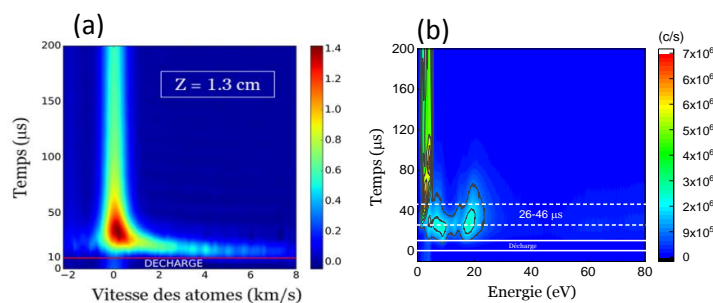 (a)
200
150
100
50
10
0
Temps (μs)
Z = 1.3 cm
DECHARGE
−2 0 2 4 6 8
Vitesse des atomes (km/s)
1.4
1.2
1.0
0.8
0.6
0.4
0.2
0.0
(b)
200
160
120
80
40
0
Temps (μs)
26-46 μs
Décharge
0 20 40 60 80
Energie (eV)
(c/s)
7x10⁶
6x10⁶
6x10⁶
5x10⁶
4x10⁶
3x10⁶
3x10⁶
2x10⁶
9x10⁵
-9x10⁴